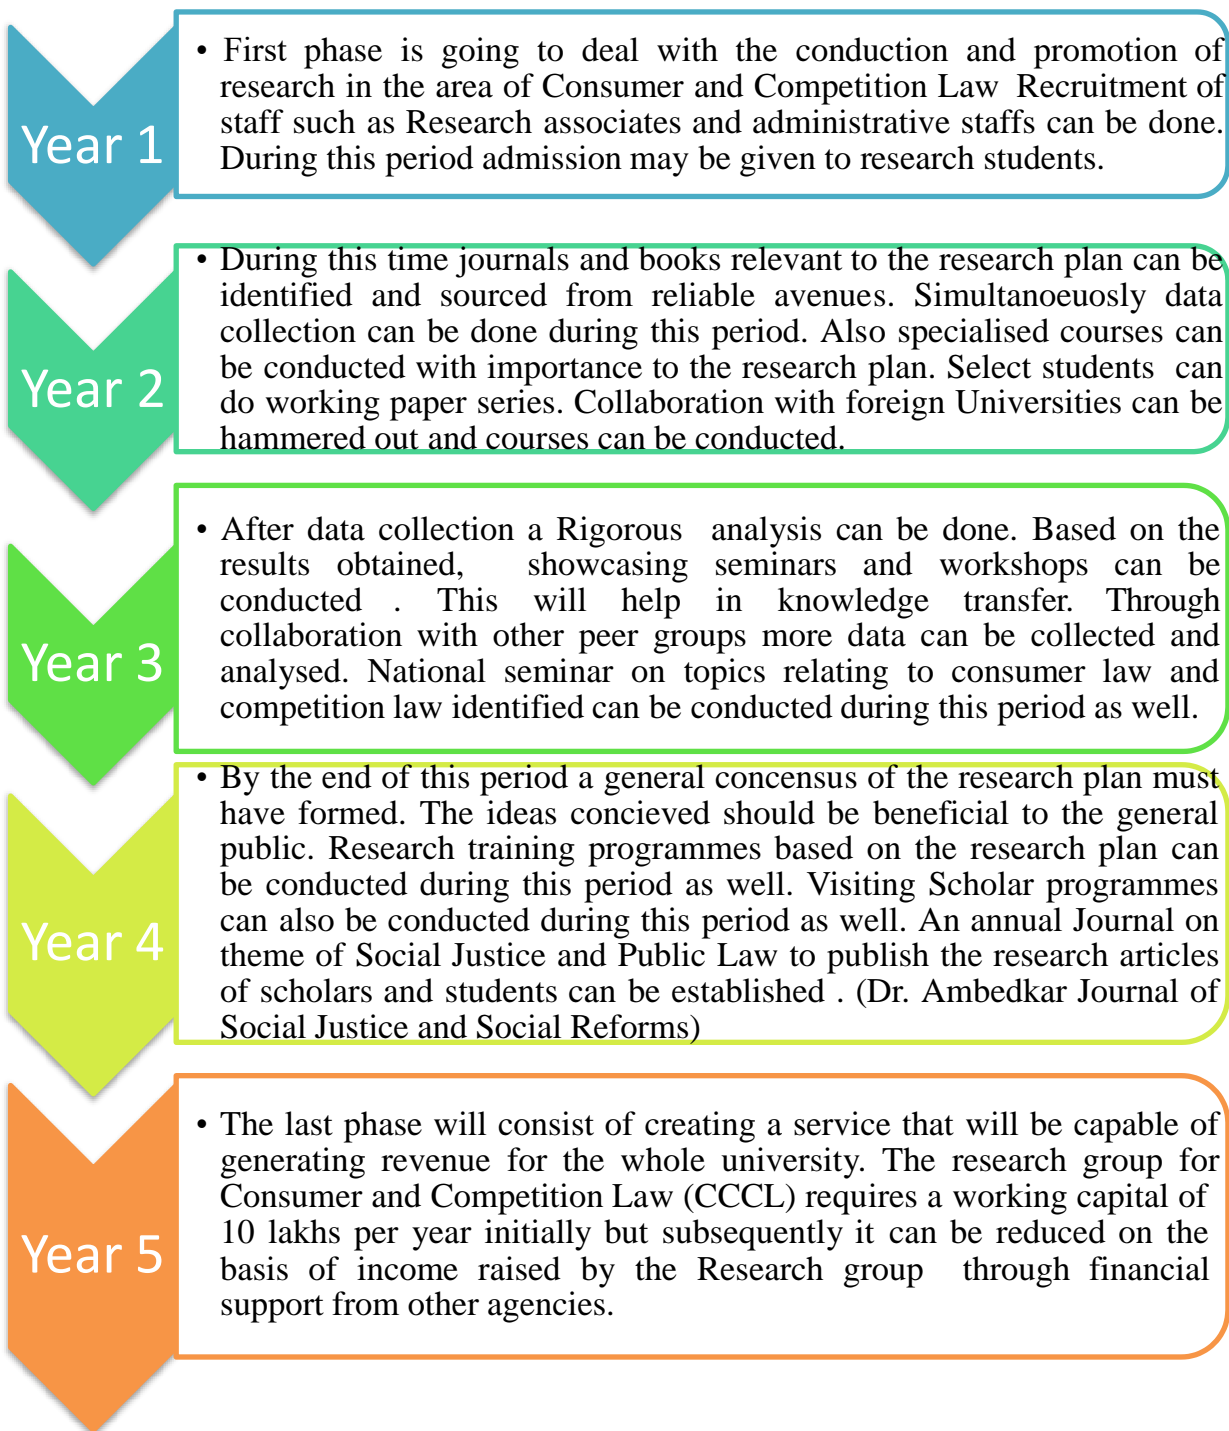 Year 1
• First phase is going to deal with the conduction and promotion of
research in the area of Consumer and Competition Law Recruitment of
staff such as Research associates and administrative staffs can be done.
During this period admission may be given to research students.
Year 2
• During this time journals and books relevant to the research plan can be
identified and sourced from reliable avenues. Simultanoeuosly data
collection can be done during this period. Also specialised courses can
be conducted with importance to the research plan. Select students can
do working paper series. Collaboration with foreign Universities can be
hammered out and courses can be conducted.
Year 3
• After data collection a Rigorous analysis can be done. Based on the
results obtained, showcasing seminars and workshops can be
conducted . This will help in knowledge transfer. Through
collaboration with other peer groups more data can be collected and
analysed. National seminar on topics relating to consumer law and
competition law identified can be conducted during this period as well.
Year 4
• By the end of this period a general concensus of the research plan must
have formed. The ideas concieved should be beneficial to the general
public. Research training programmes based on the research plan can
be conducted during this period as well. Visiting Scholar programmes
can also be conducted during this period as well. An annual Journal on
theme of Social Justice and Public Law to publish the research articles
of scholars and students can be established . (Dr. Ambedkar Journal of
Social Justice and Social Reforms)
Year 5
• The last phase will consist of creating a service that will be capable of
generating revenue for the whole university. The research group for
Consumer and Competition Law (CCCL) requires a working capital of
10 lakhs per year initially but subsequently it can be reduced on the
basis of income raised by the Research group through financial
support from other agencies.